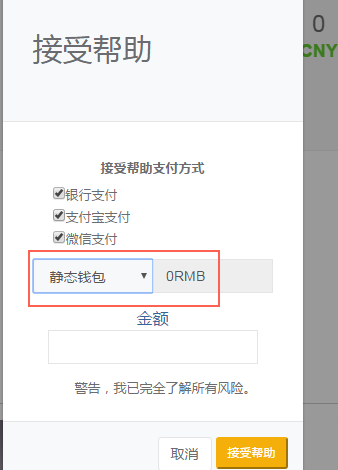 接受帮助
0
CNY
接受帮助支付方式
银行支付
支付宝支付
微信支付
静态钱包 0RMB
金额
警告，我已完全了解所有风险。
取消 接受帮助